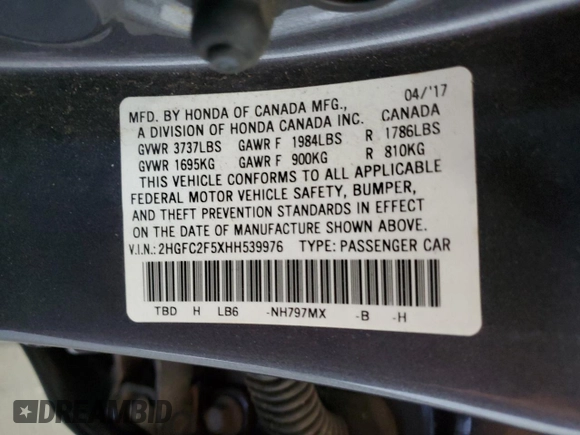 04/'17
MFD. BY HONDA OF CANADA MFG., CANADA
A DIVISION OF HONDA CANADA INC.
GVWR 3737LBS GAWR F 1984LBS R 1786LBS
GVWR 1695KG GAWR F 900KG R 810KG
THIS VEHICLE CONFORMS TO ALL APPLICABLE
FEDERAL MOTOR VEHICLE SAFETY, BUMPER,
AND THEFT PREVENTION STANDARDS IN EFFECT
ON THE DATE OF MANUFACTURE SHOWN ABOVE.
V.I.N.: 2HGFC2F5XHH539976 TYPE: PASSENGER CAR
TBD H LB6 -NH797MX -B -H
DREAMBID